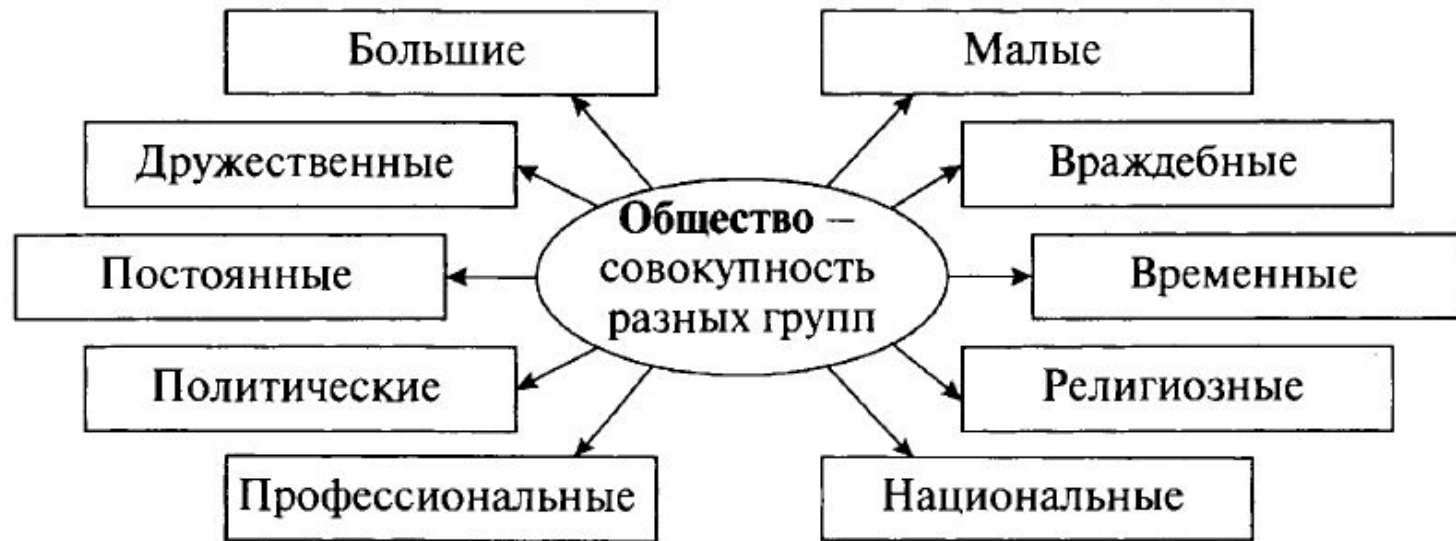 Большие
Малые
Дружественные
Враждебные
Общество –
совокупность
разных групп
Постоянные
Временные
Политические
Религиозные
Профессиональные
Национальные